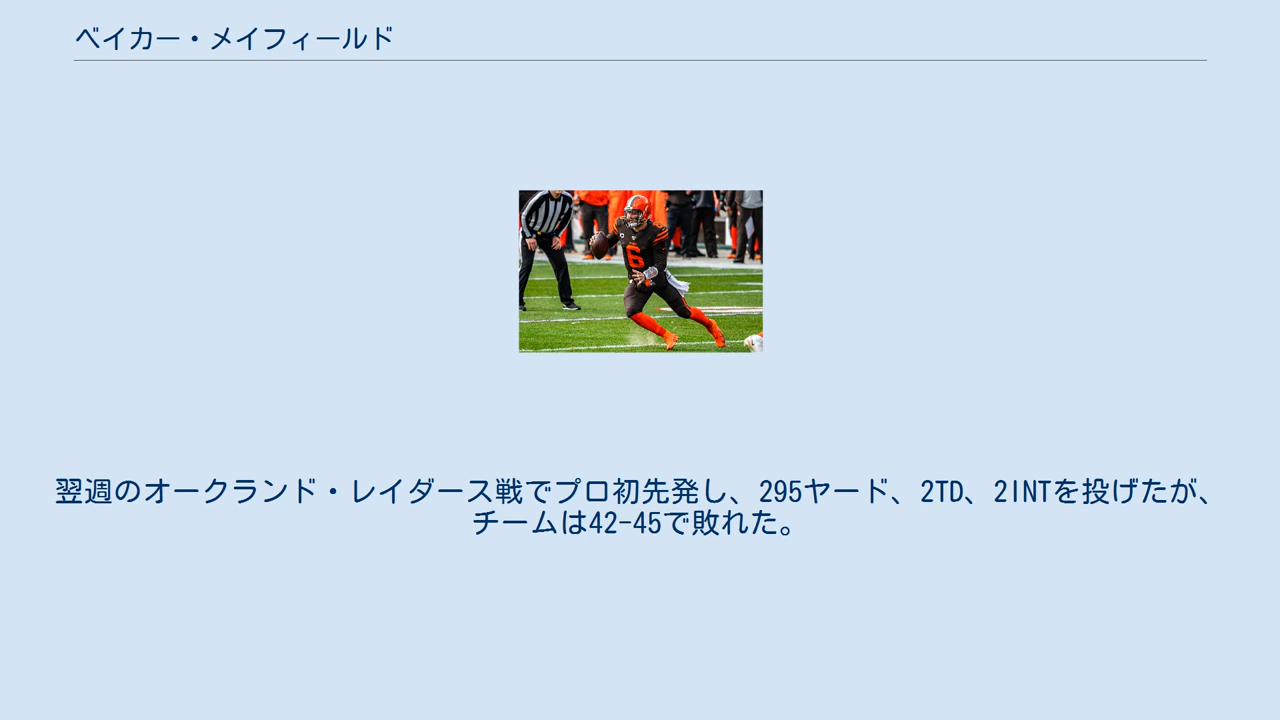 ベイカー・メイフィールド
6
翌週のオークランド・レイダース戦でプロ初先発し、295ヤード、2TD、2INTを投げたが、
チームは42-45で敗れた。